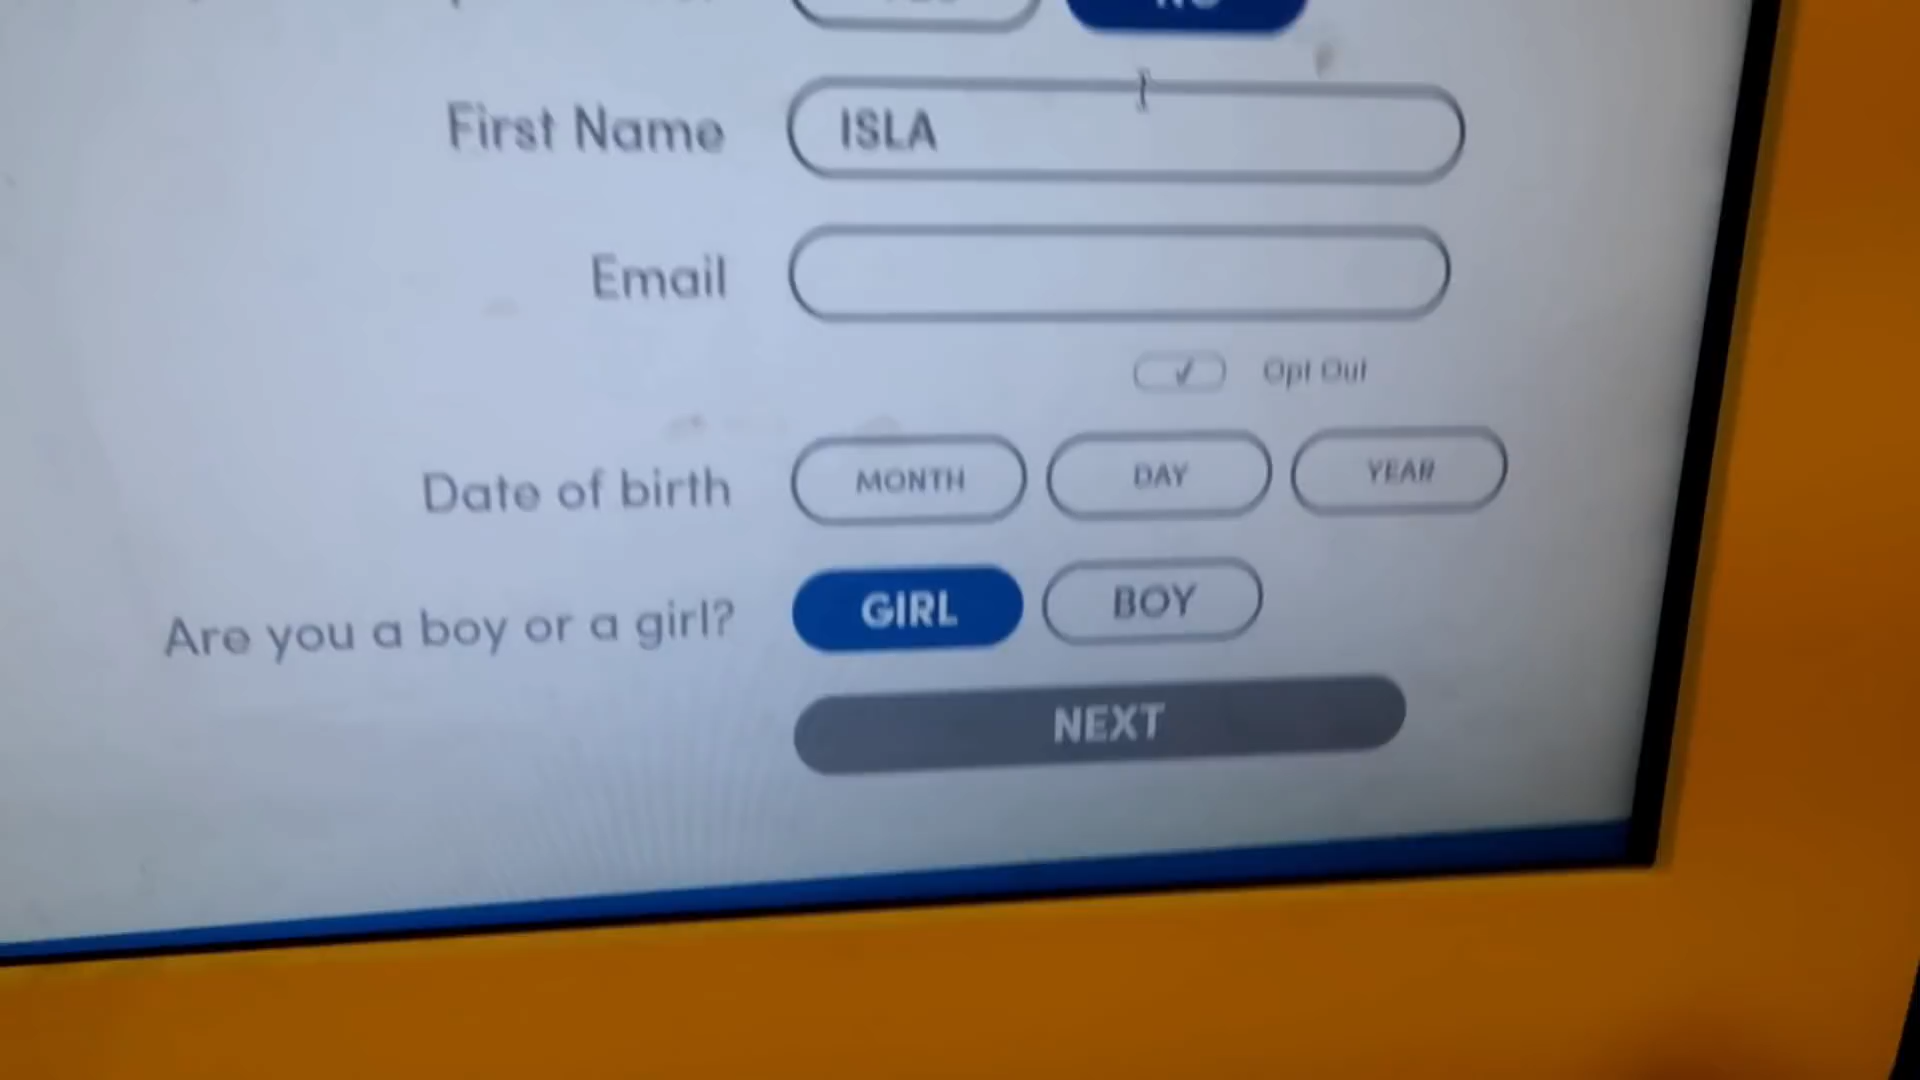 NO
First Name ISLA
Email
✓ Opt Out
Date of birth MONTH DAY YEAR
Are you a boy or a girl? GIRL BOY
NEXT